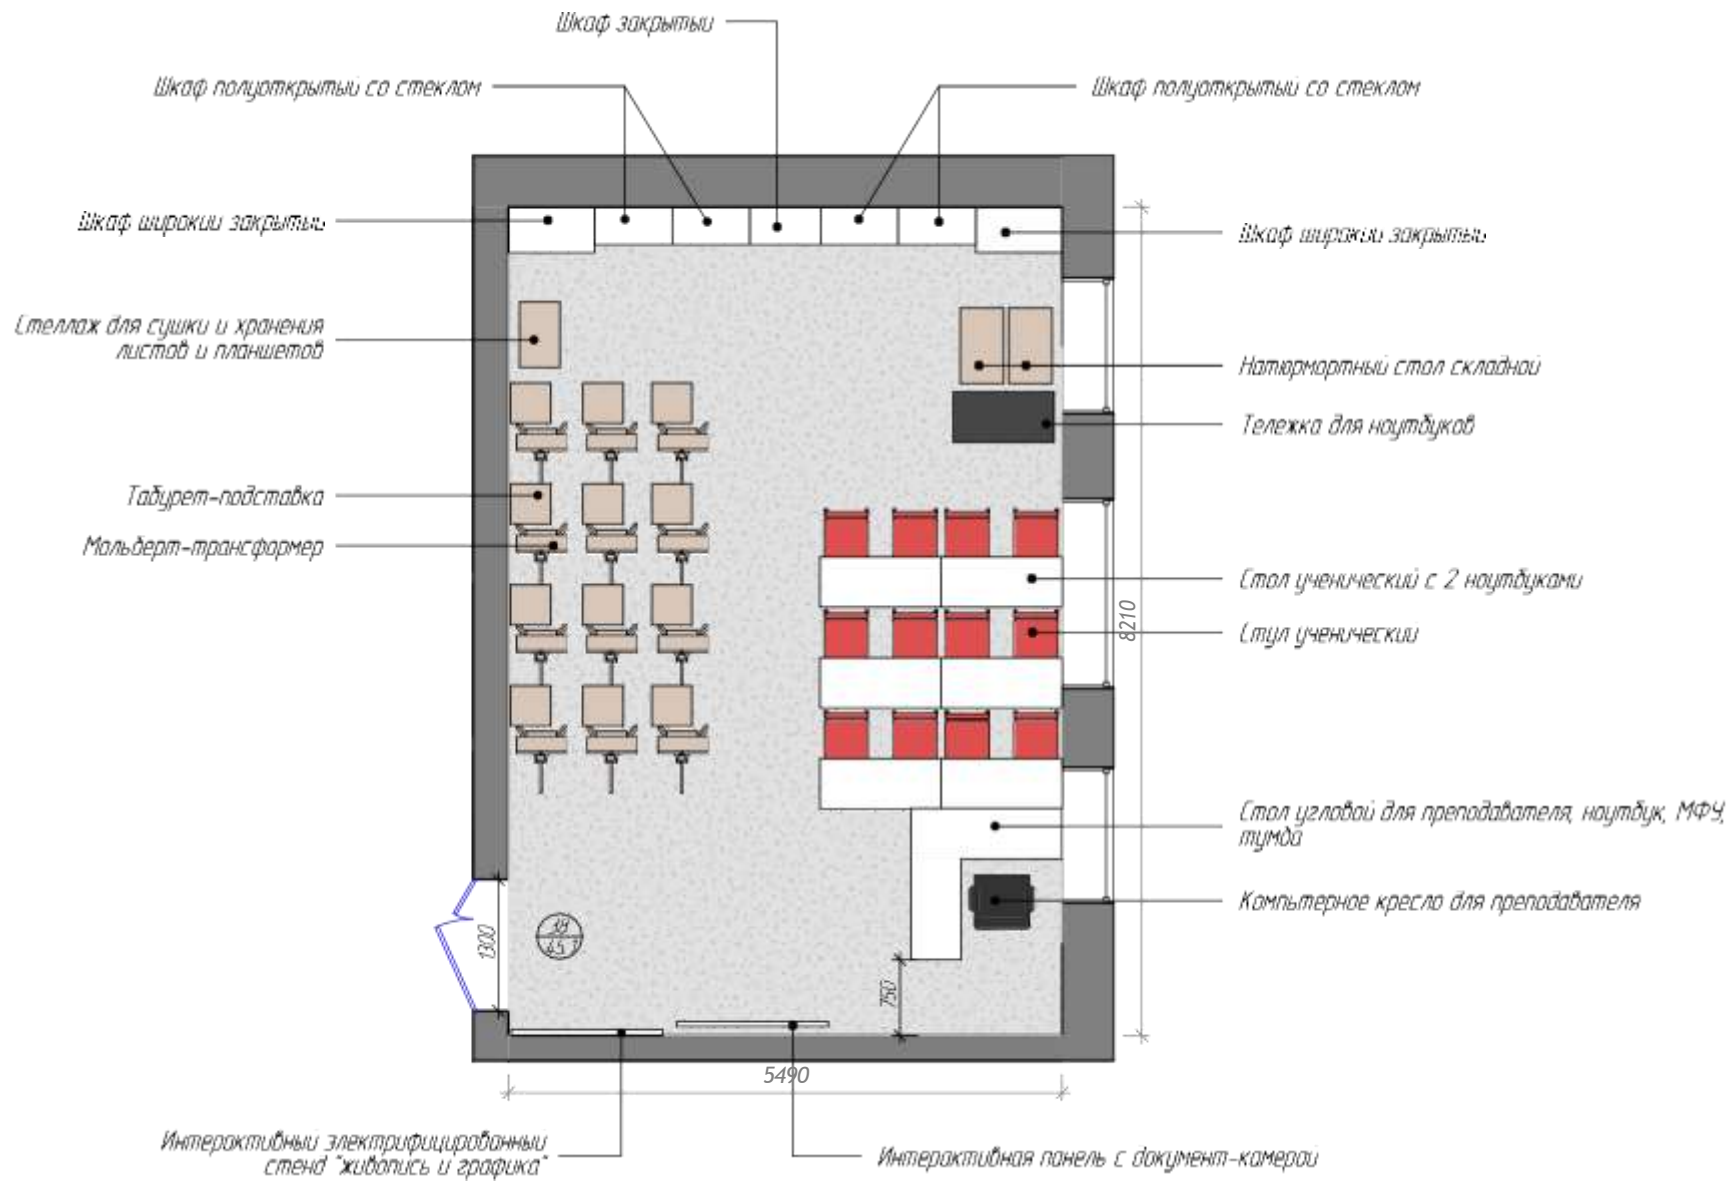 Шкаф закрытый
Шкаф полуоткрытый со стеклом
Шкаф полуоткрытый со стеклом
Шкаф широкий закрытый
Шкаф широкий закрытый
Стеллаж для сушки и хранения
листов и планшетов
Натюрмортный стол складной
Тележка для ноутбуков
Табурет-подставка
Мольберт-трансформер
Стол ученический с 2 ноутбуками
8210
Стул ученический
Стол угловой для преподавателя, ноутбук, МФУ,
тумба
Компьтерное кресло для преподавателя
1300
38
45.1
750
5490
Интерактивный электрифицированный
стенд "живопись и графика"
Интерактивная панель с документ-камерой